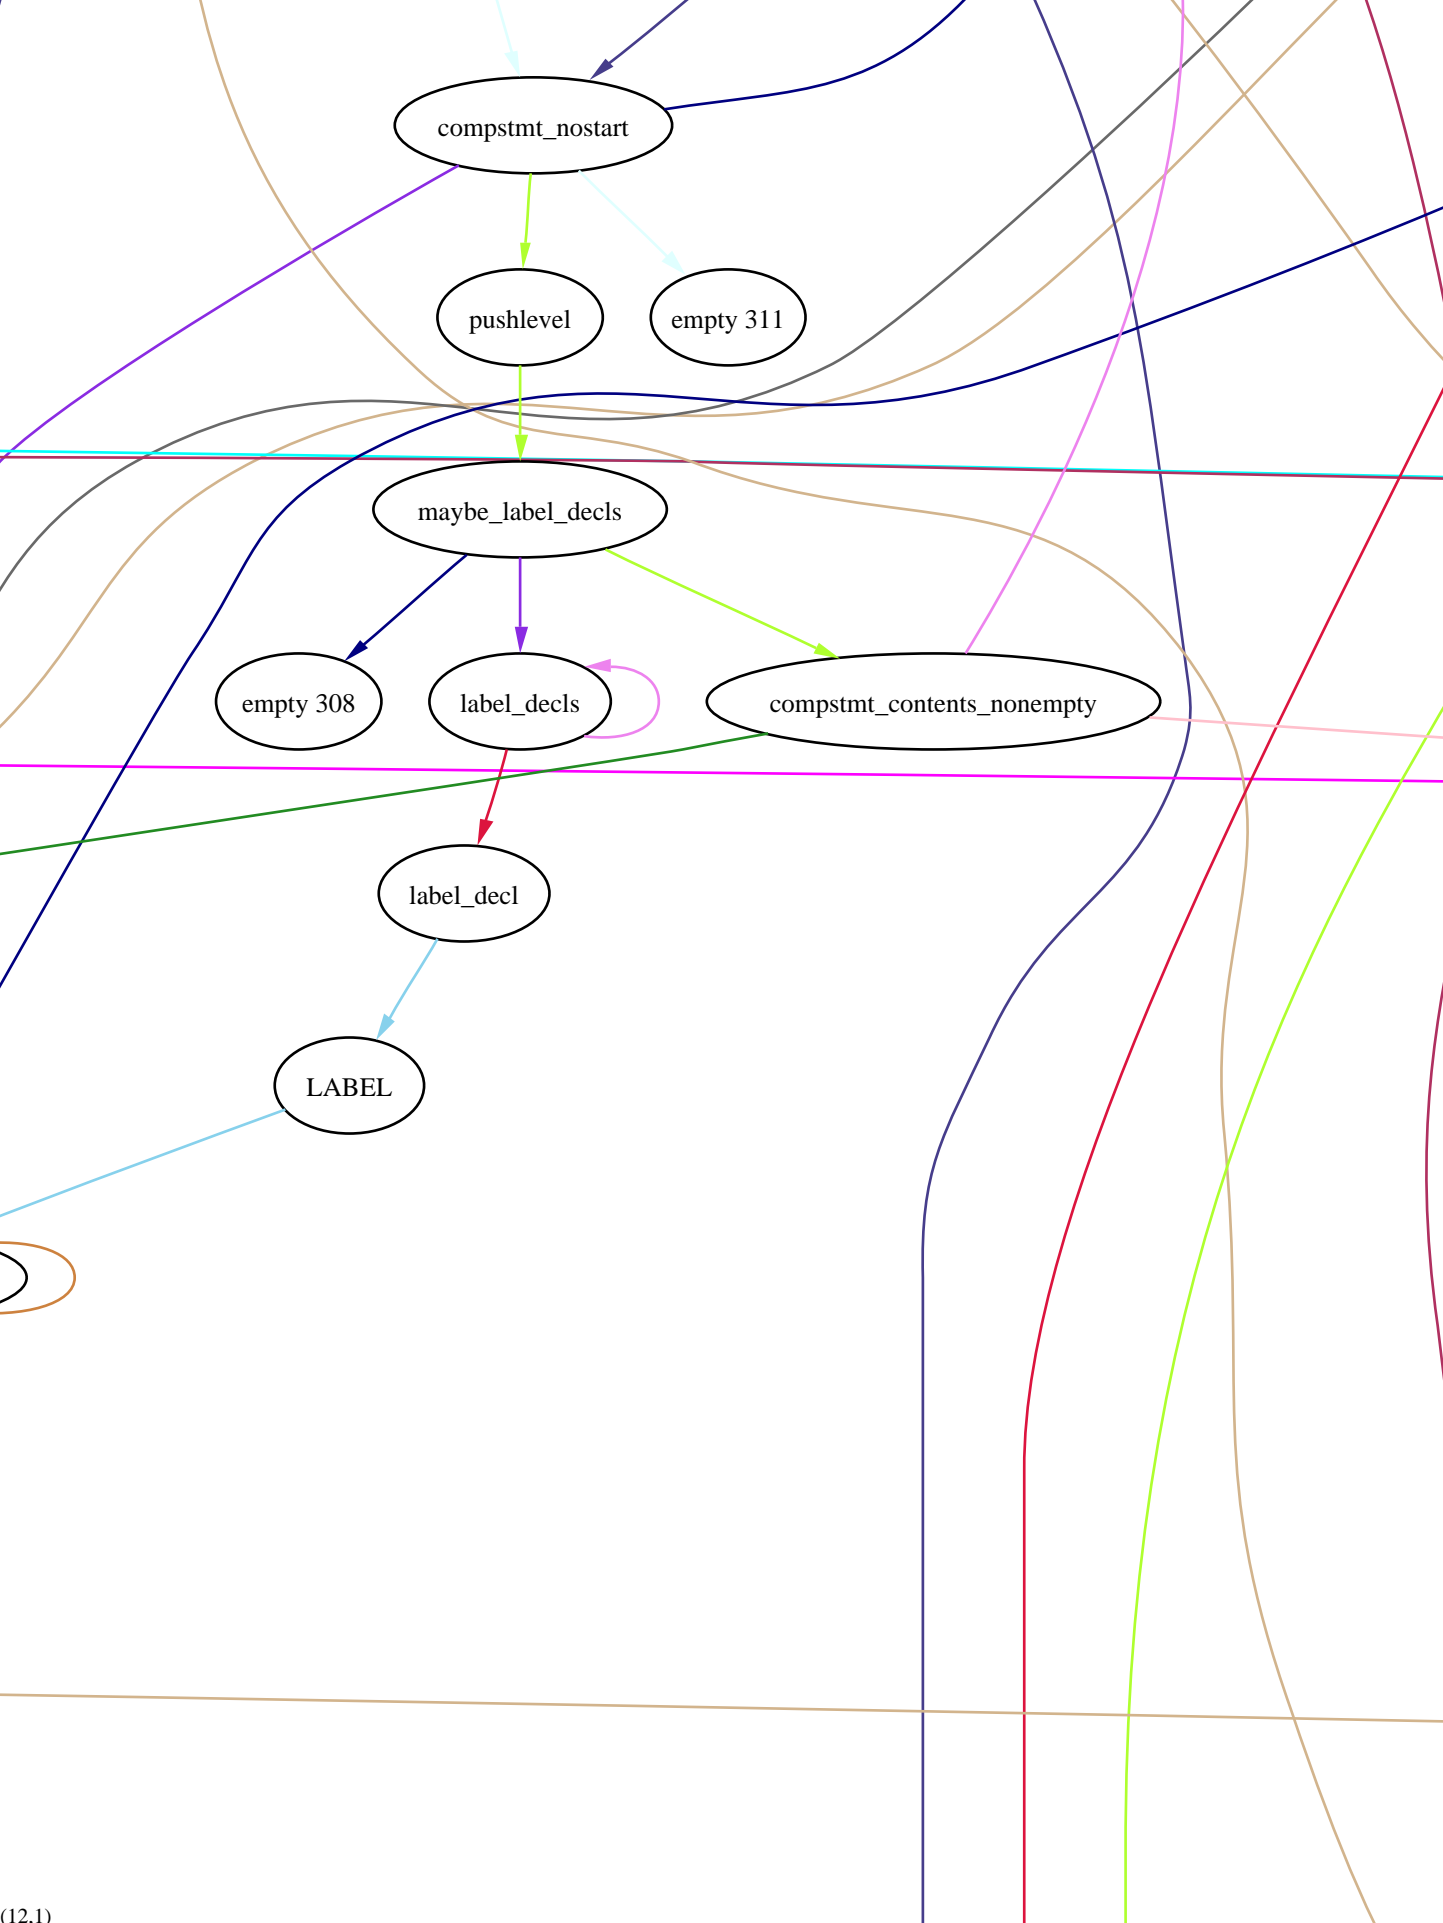 compstmt_nostart
pushlevel
empty 311
maybe_label_decls
empty 308
label_decls
compstmt_contents_nonempty
label_decl
LABEL
(12,1)